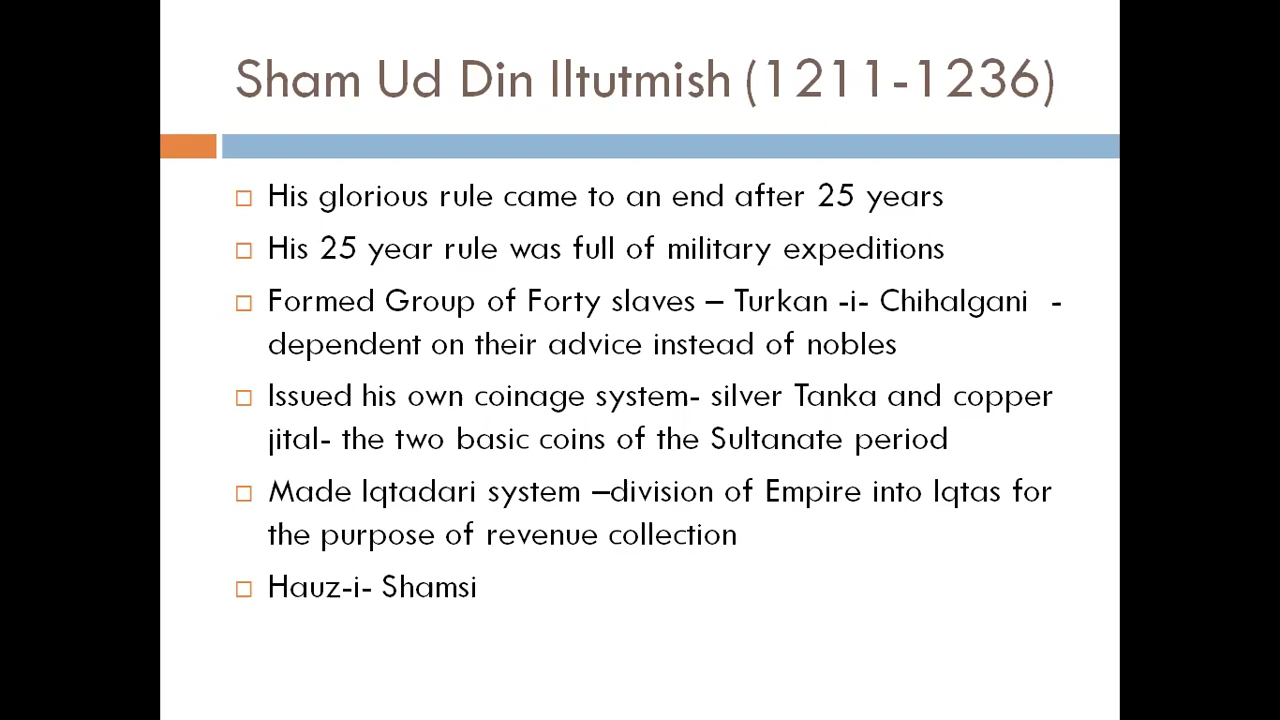 Sham Ud Din Iltutmish (1211-1236)
His glorious rule came to an end after 25 years
His 25 year rule was full of military expeditions
Formed Group of Forty slaves – Turkan -i- Chihalgani -
dependent on their advice instead of nobles
Issued his own coinage system- silver Tanka and copper
jital- the two basic coins of the Sultanate period
Made Iqtadari system –division of Empire into Iqtas for
the purpose of revenue collection
Hauz-i- Shamsi